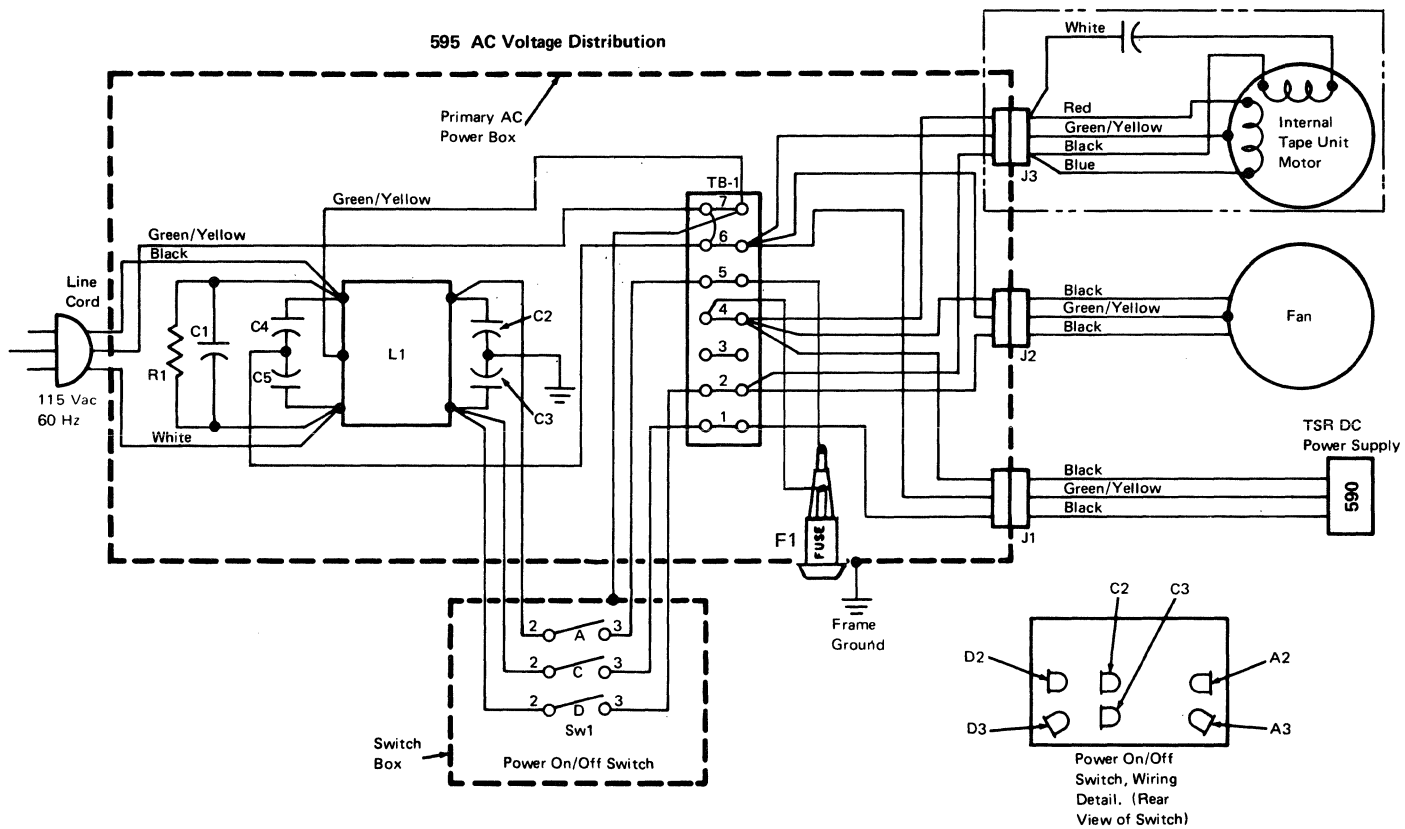 595 AC Voltage Distribution
White
Primary AC
Power Box
Red
Green/Yellow
Black
Blue
Internal
Tape Unit
Motor
J3
TB-1
Green/Yellow
7
Green/Yellow
Black
6
Line
Cord
5
Black
Green/Yellow
Black
Fan
C4
C1
C2
4
L1
R1
C5
3
J2
115 Vac
60 Hz
2
C3
White
1
TSR DC
Power Supply
Black
Green/Yellow
Black
590
J1
F1
FUSE
Frame
Ground
2 A 3
2 C 3
2 D 3
Sw1
Switch
Box
Power On/Off Switch
C2
C3
D2
A2
D3
A3
Power On/Off
Switch, Wiring
Detail. (Rear
View of Switch)